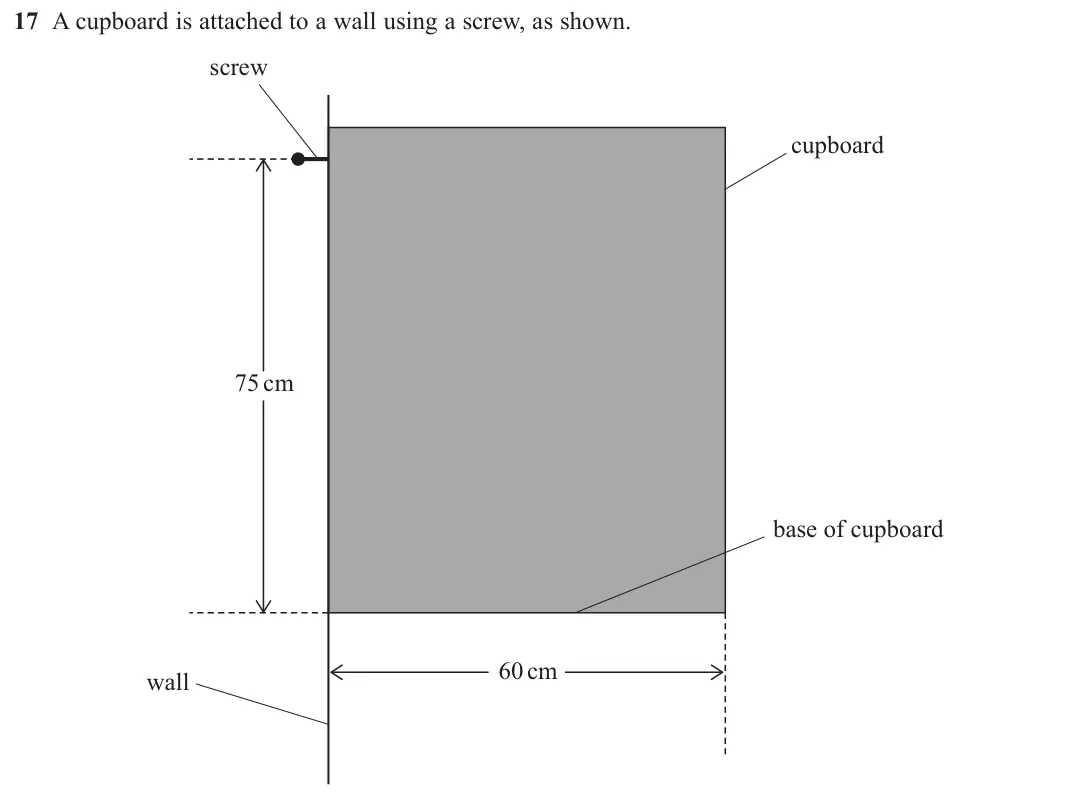 17 A cupboard is attached to a wall using a screw, as shown.
screw
cupboard
75 cm
base of cupboard
60 cm
wall